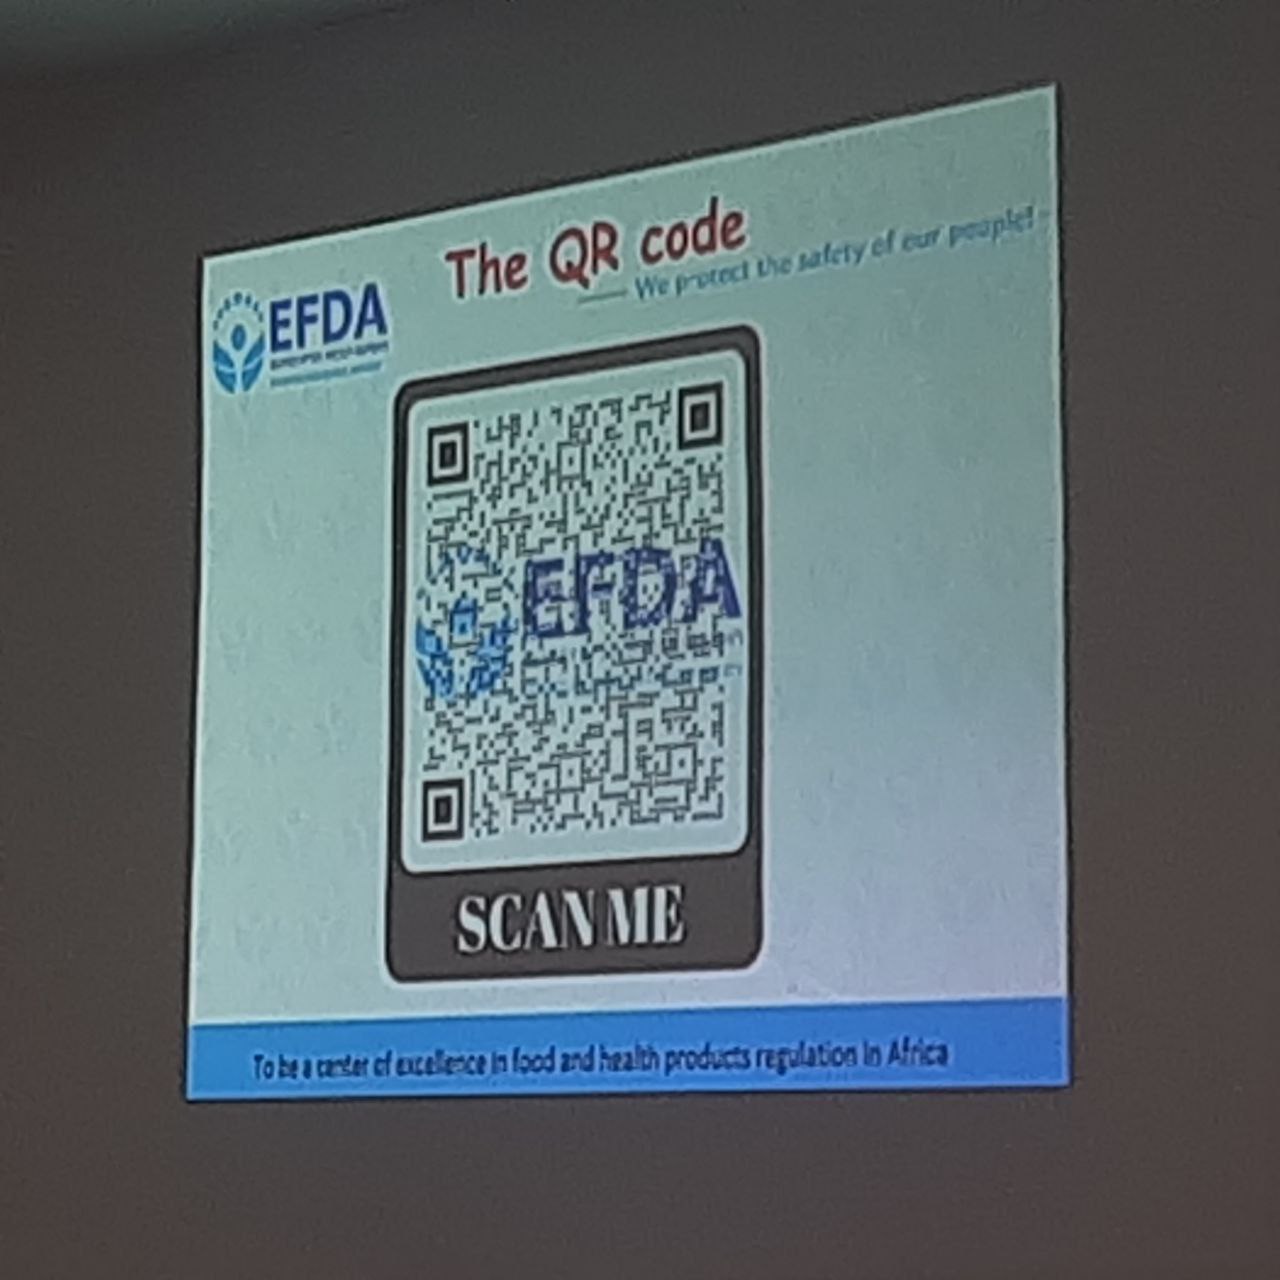 The QR code
We protect the safety of our people!
EFDA
EFDA
SCAN ME
To be a center of excellence in food and health products regulation in Africa